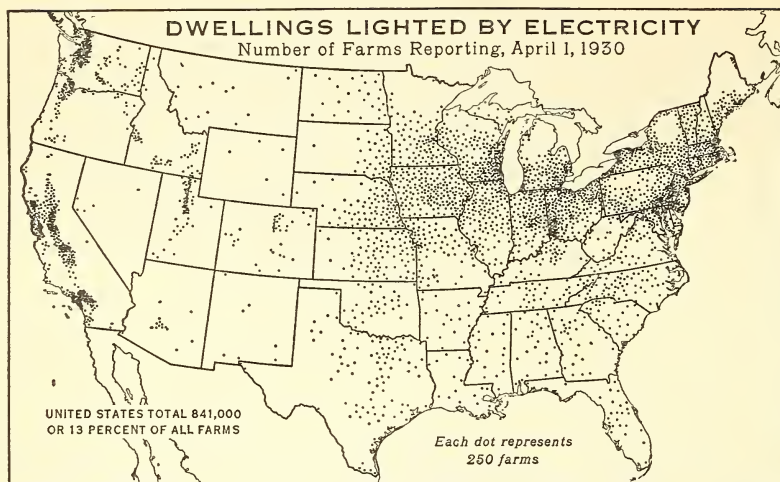 DWELLINGS LIGHTED BY ELECTRICITY
Number of Farms Reporting, April 1, 1930
UNITED STATES TOTAL 841,000
OR 13 PERCENT OF ALL FARMS
Each dot represents
250 farms